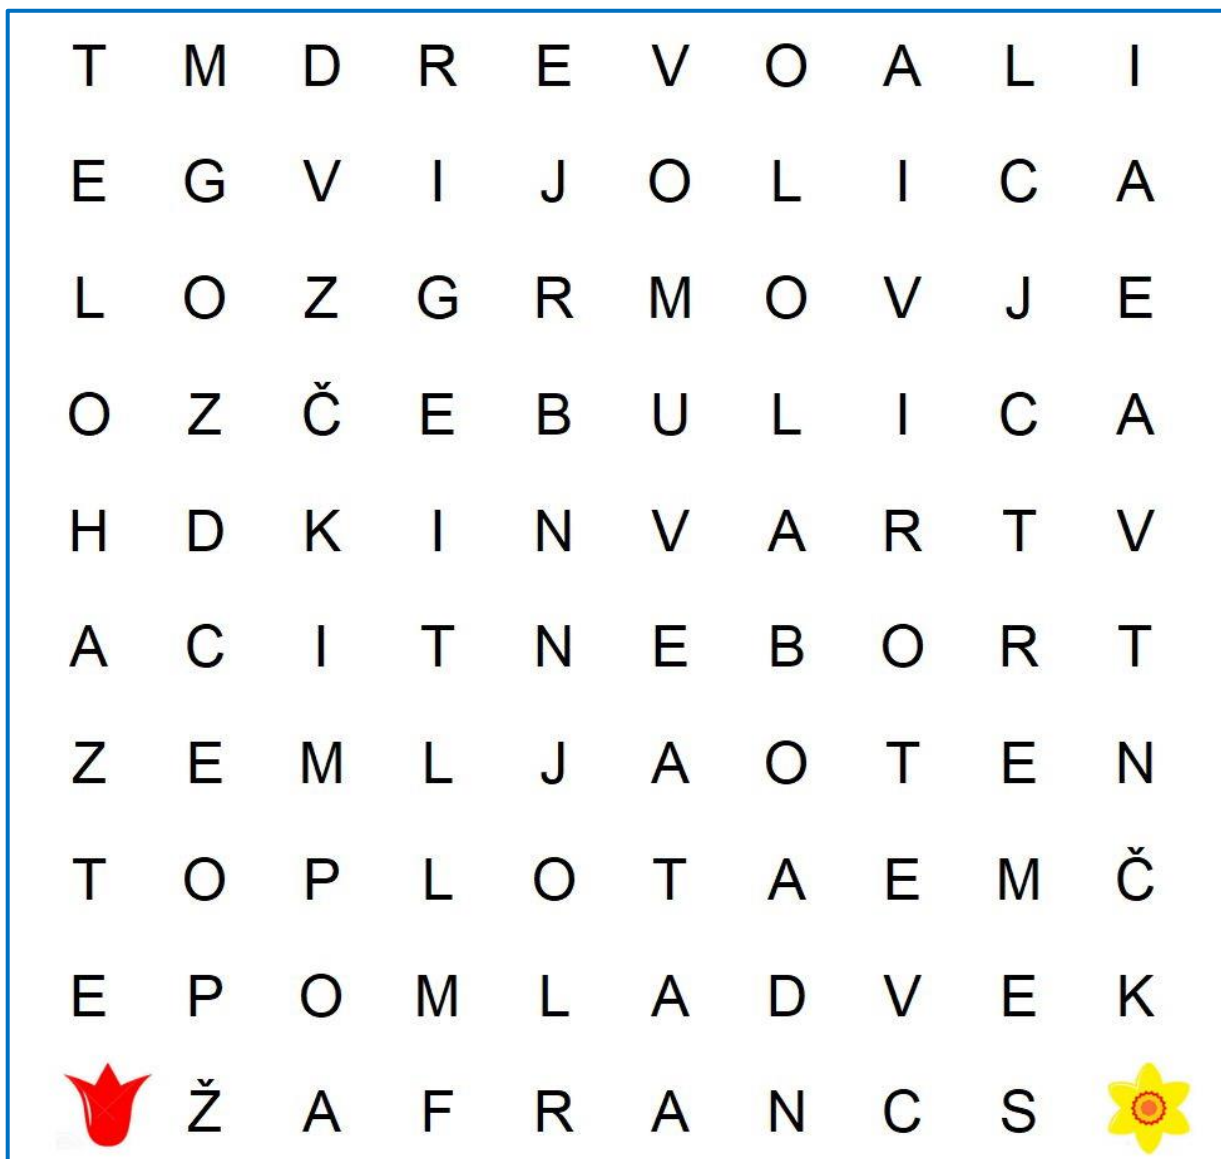 T M D R E V O A L I
E G V I J O L I C A
L O Z G R M O V J E
O Z Č E B U L I C A
H D K I N V A R T V
A C I T N E B O R T
Z E M L J A O T E N
T O P L O T A E M Č
E P O M L A D V E K
Ž A F R A N C S